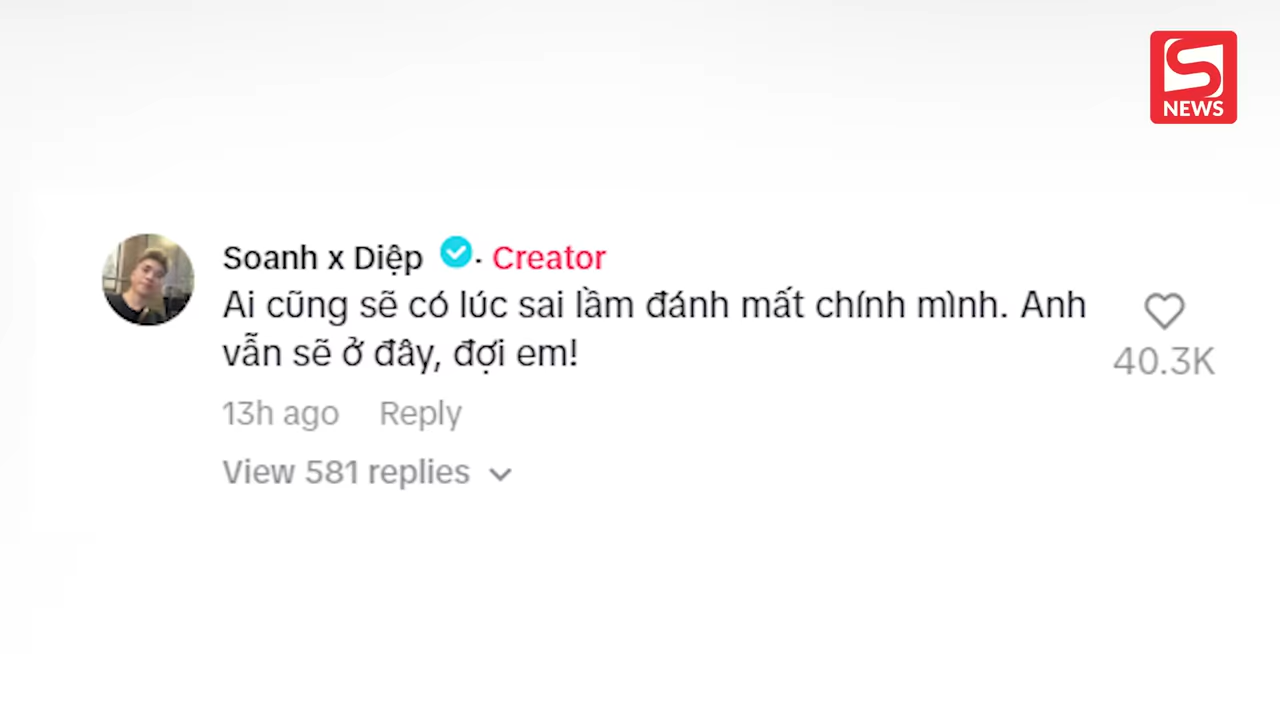 S
NEWS
Soanh x Diệp · Creator
Ai cũng sẽ có lúc sai lầm đánh mất chính mình. Anh
vẫn sẽ ở đây, đợi em!
40.3K
13h ago Reply
View 581 replies